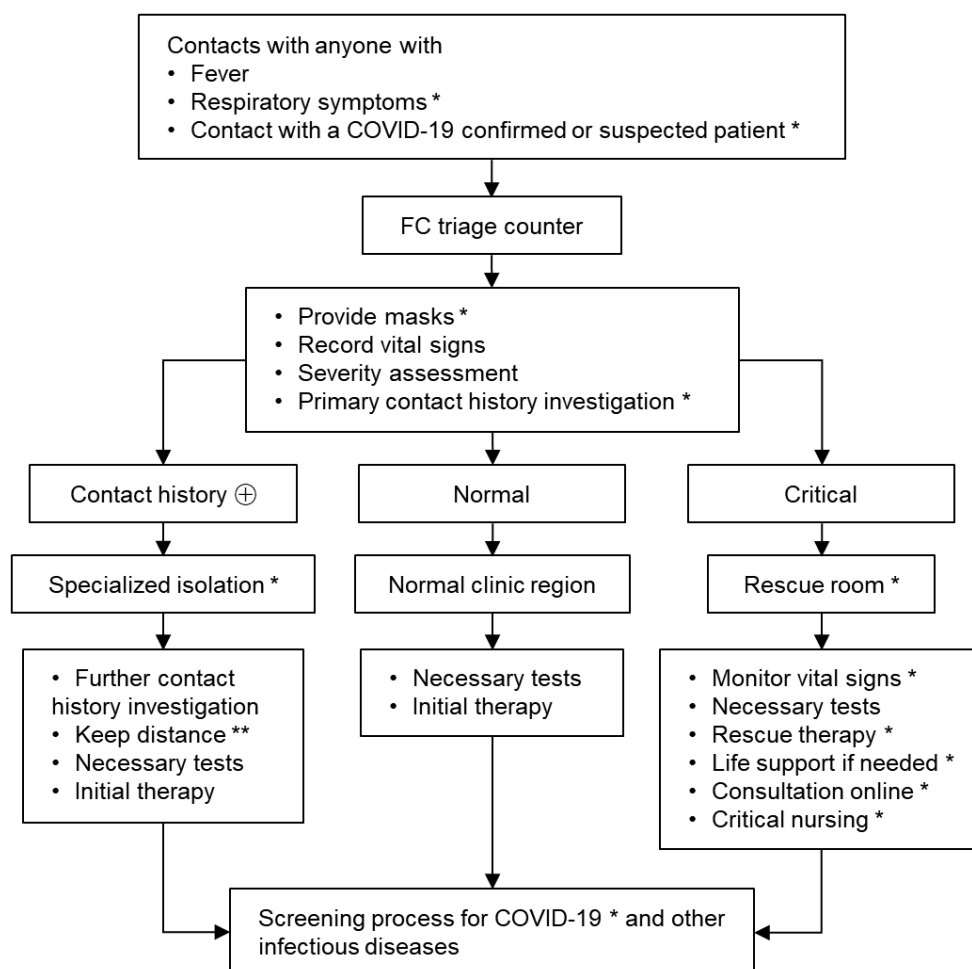 Contacts with anyone with
• Fever
• Respiratory symptoms *
• Contact with a COVID-19 confirmed or suspected patient *
FC triage counter
• Provide masks *
• Record vital signs
• Severity assessment
• Primary contact history investigation *
Contact history ⊕
Normal
Critical
Specialized isolation *
Normal clinic region
Rescue room *
• Further contact
history investigation
• Keep distance **
• Necessary tests
• Initial therapy
• Necessary tests
• Initial therapy
• Monitor vital signs *
• Necessary tests
• Rescue therapy *
• Life support if needed *
• Consultation online *
• Critical nursing *
Screening process for COVID-19 * and other
infectious diseases